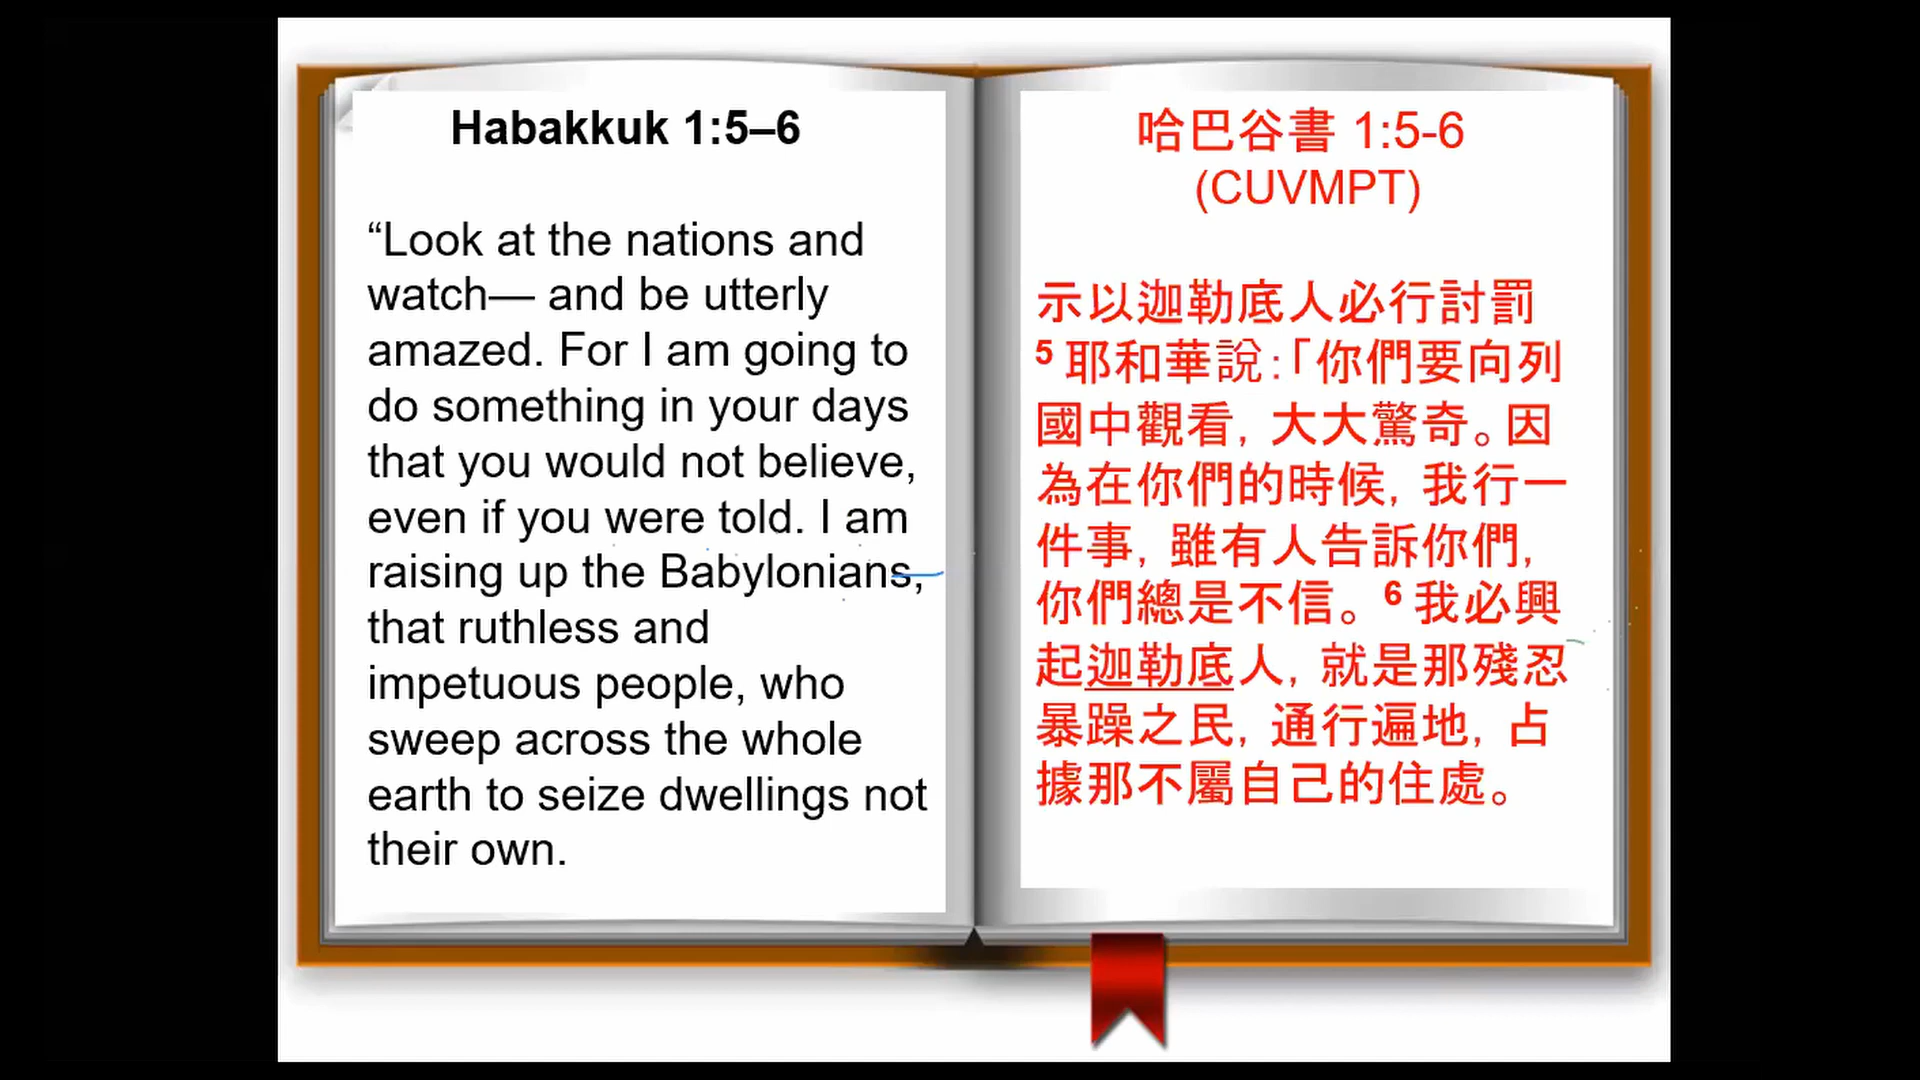 Habakkuk 1:5–6
“Look at the nations and
watch— and be utterly
amazed. For I am going to
do something in your days
that you would not believe,
even if you were told. I am
raising up the Babylonians,
that ruthless and
impetuous people, who
sweep across the whole
earth to seize dwellings not
their own.
哈巴谷書 1:5-6
(CUVMPT)
示以迦勒底人必行討罰
5 耶和華說:「你們要向列
國中觀看, 大大驚奇。因
為在你們的時候, 我行一
件事, 雖有人告訴你們,
你們總是不信。6 我必興
起迦勒底人, 就是那殘忍
暴躁之民, 通行遍地, 占
據那不屬自己的住處。